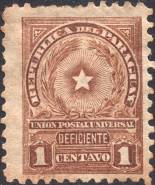 REPUBLICA DEL PARAGUAY
UNION POSTAL UNIVERSAL
DEFICIENTE
1 1
CENTAVO